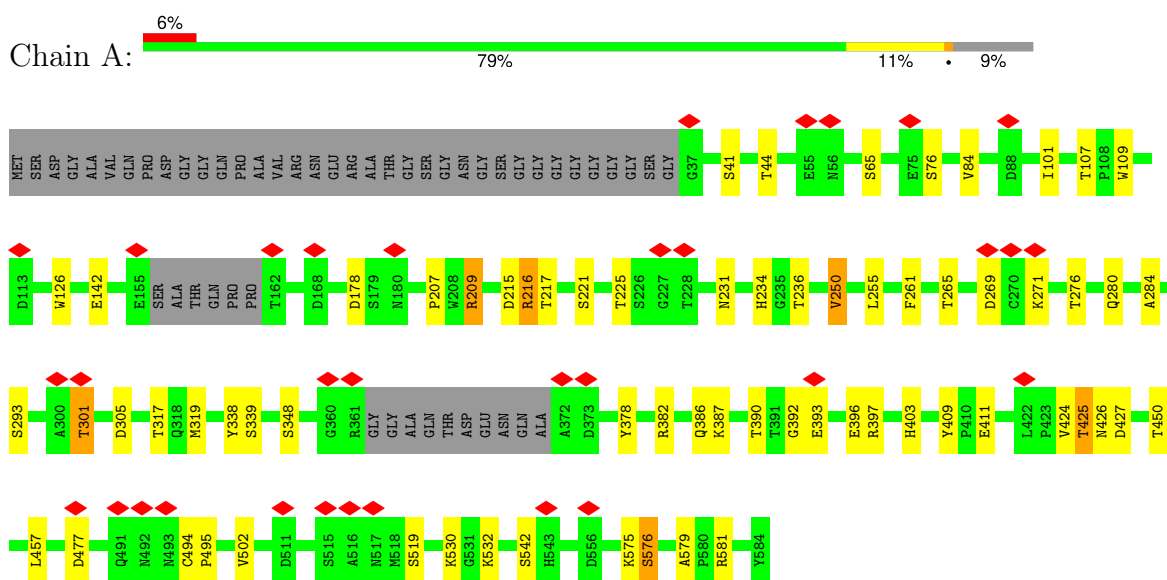 6%
Chain A:
79% 11% • 9%
MET SER ASP GLY ALA VAL GLN PRO ASP GLY GLY GLN PRO ALA VAL ARG ASN GLU ARG ALA THR GLY SER GLY ASN GLY SER GLY GLY GLY GLY GLY GLY GLY SER GLY G37 S41 T44 E55 N56 S65 E75 S76 V84 D88 I101 T107 P108 W109
D113 W126 E142 E155 SER ALA THR GLN PRO PRO T162 D168 D178 S179 N180 P207 W208 R209 D215 R216 T217 S221 T225 S226 G227 T228 N231 H234 G235 T236 V250 L255 F261 T265 D269 C270 K271 T276 Q280 A284
S293 A300 T301 D305 T317 Q318 M319 Y338 S339 S348 G360 R361 GLY GLY ALA GLN THR ASP GLU ASN GLN ALA A372 D373 Y378 R382 Q386 K387 T390 T391 G392 E393 E396 R397 H403 Y409 P410 E411 L422 P423 V424 T425 N426 D427 T450
L457 D477 Q491 N492 N493 C494 P495 V502 D511 S515 A516 N517 M518 S519 K530 G531 K532 S542 H543 D556 K575 S576 A579 P580 R581 Y584